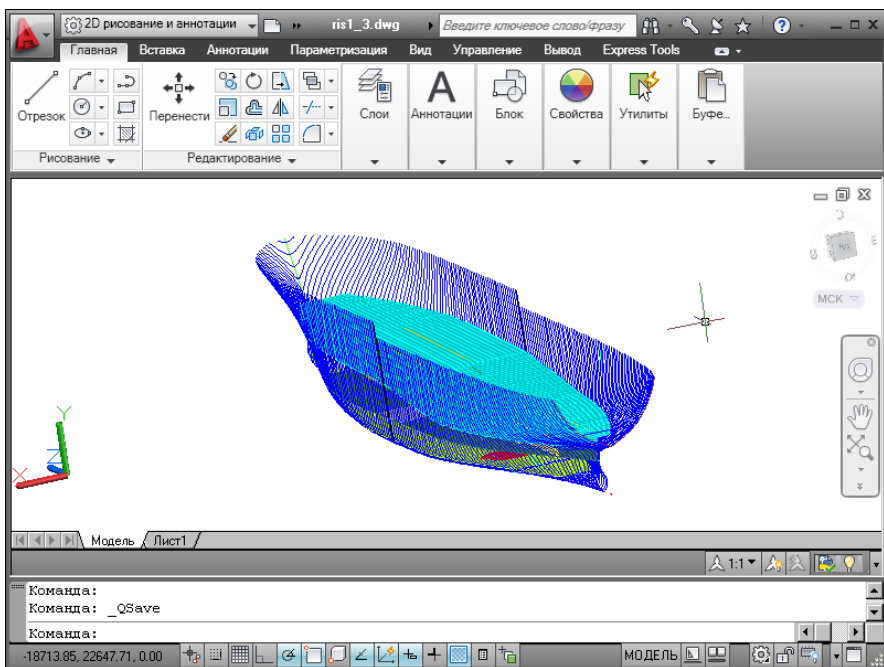 2D рисование и аннотации
ris1_3.dwg
Введите ключевое слово/фразу
Главная Вставка Аннотации Параметризация Вид Управление Вывод Express Tools
Отрезок Перенести Слои Аннотации Блок Свойства Утилиты Буфе...
Рисование Редактирование
МСК
X Y Z
Модель Лист1
1:1
Команда:
Команда: _QSave
Команда:
-18713.85, 22647.71, 0.00 МОДЕЛЬ